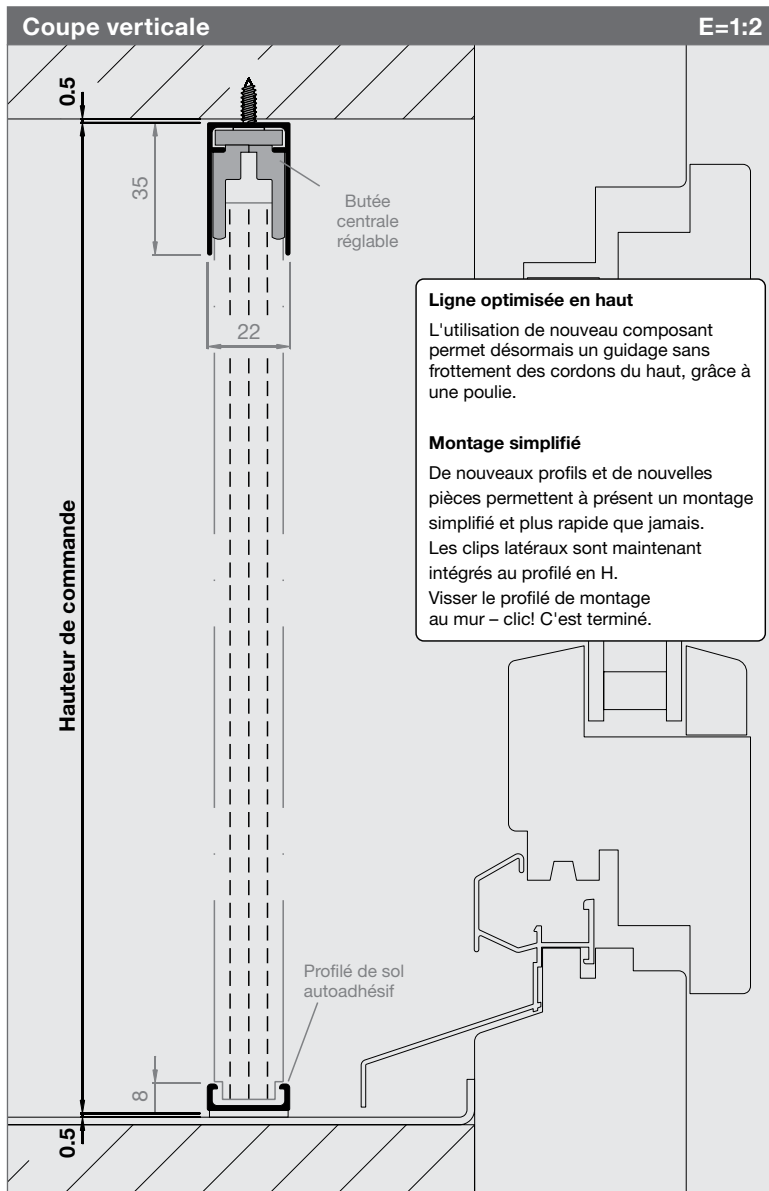 Coupe verticale E=1:2
0.5
35
Butée
centrale
réglable
22
Ligne optimisée en haut
L'utilisation de nouveau composant
permet désormais un guidage sans
frottement des cordons du haut, grâce à
une poulie.
Montage simplifié
De nouveaux profils et de nouvelles
pièces permettent à présent un montage
simplifié et plus rapide que jamais.
Les clips latéraux sont maintenant
intégrés au profilé en H.
Visser le profilé de montage
au mur – clic! C'est terminé.
Hauteur de commande
Profilé de sol
autoadhésif
8
0.5